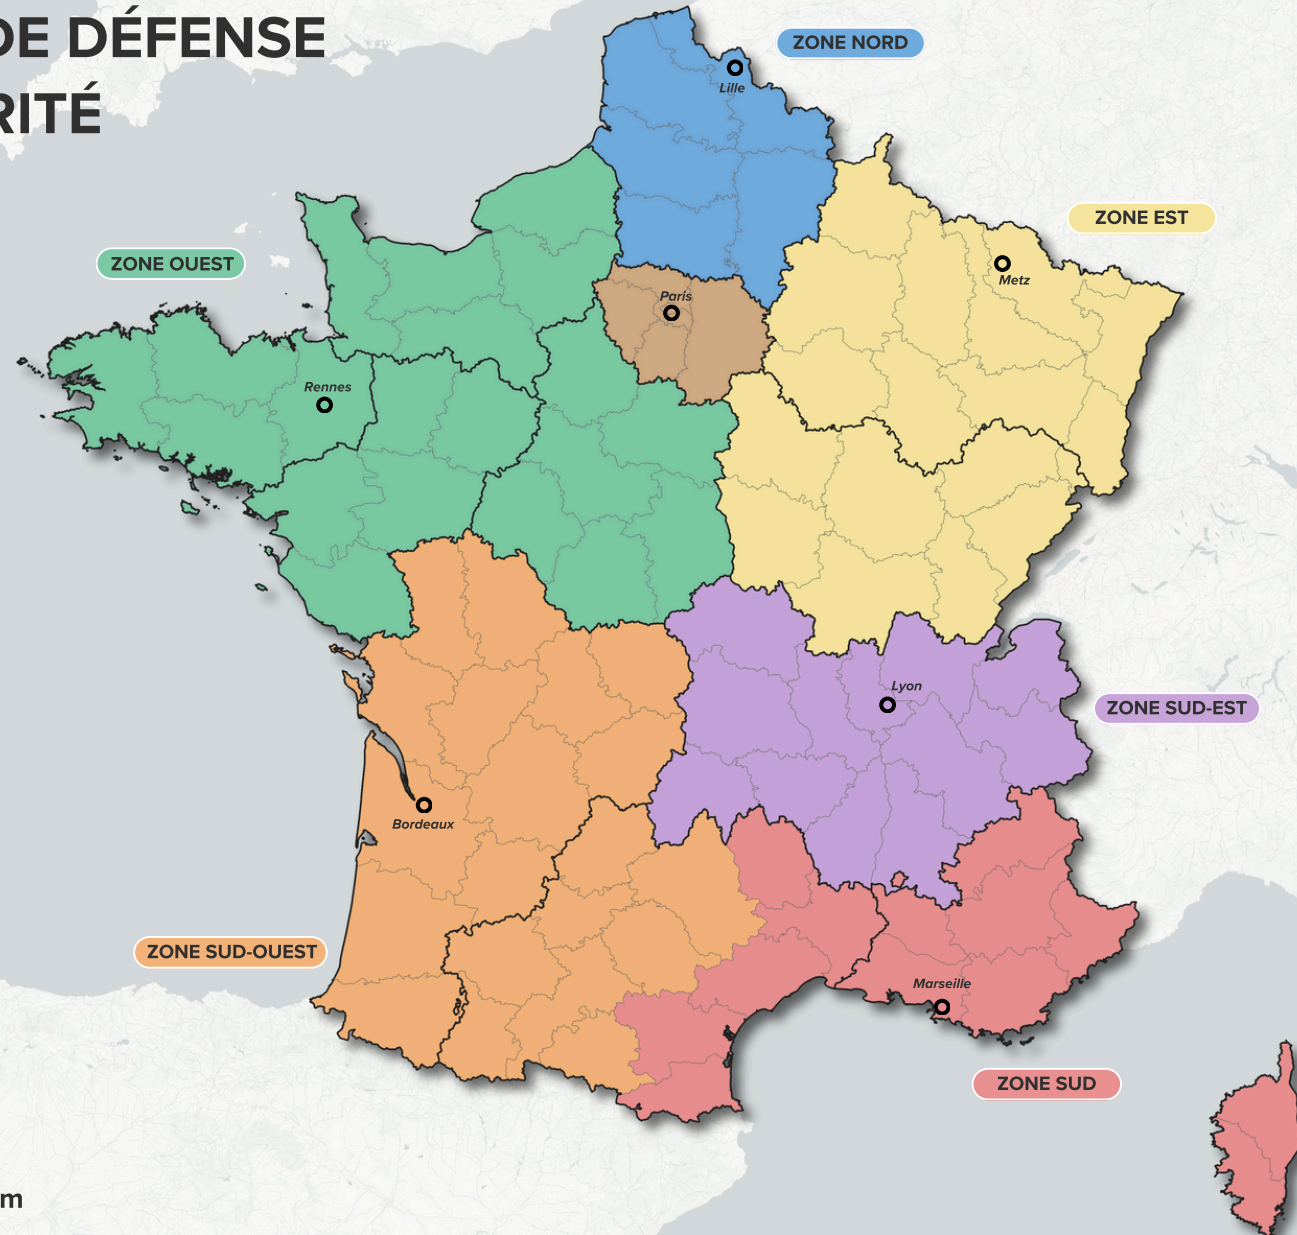 DE DÉFENSE
RITÉ
ZONE NORD
Lille
ZONE EST
ZONE OUEST
Metz
Paris
Rennes
Lyon
ZONE SUD-EST
Bordeaux
ZONE SUD-OUEST
Marseille
ZONE SUD
m